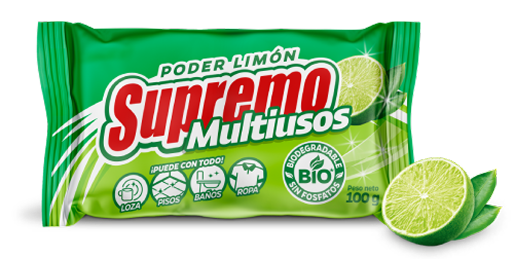 PODER LIMÓN
Supremo
Multiusos
¡PUEDE CON TODO!
LOZA
PISOS
BAÑOS
ROPA
BIODEGRADABLE
BIO
SIN FOSFATOS
Peso neto
100 g